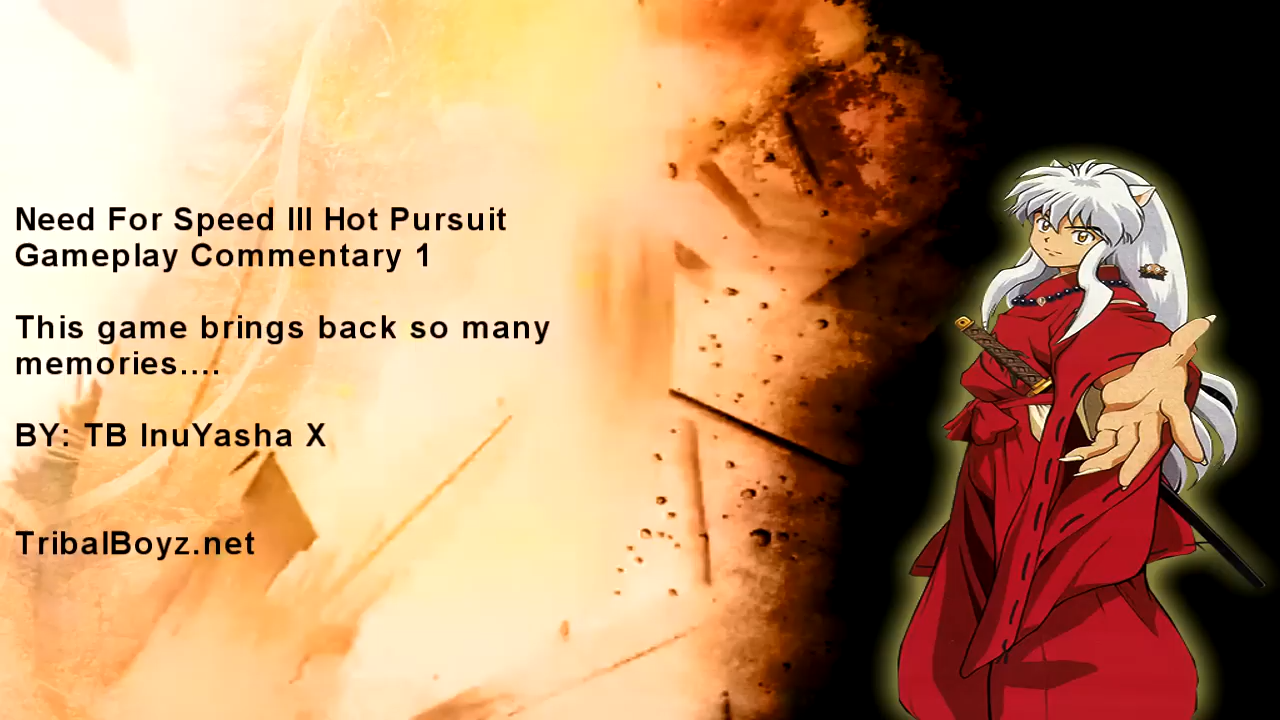 Need For Speed III Hot Pursuit
Gameplay Commentary 1
This game brings back so many
memories....
BY: TB InuYasha X
TribalBoyz.net